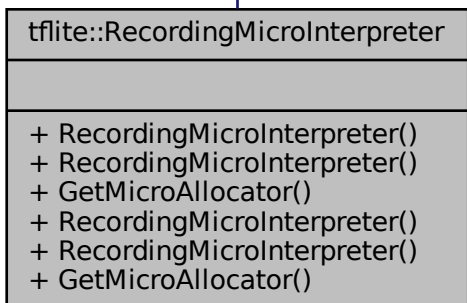 tflite::RecordingMicroInterpreter
+ RecordingMicroInterpreter()
+ RecordingMicroInterpreter()
+ GetMicroAllocator()
+ RecordingMicroInterpreter()
+ RecordingMicroInterpreter()
+ GetMicroAllocator()